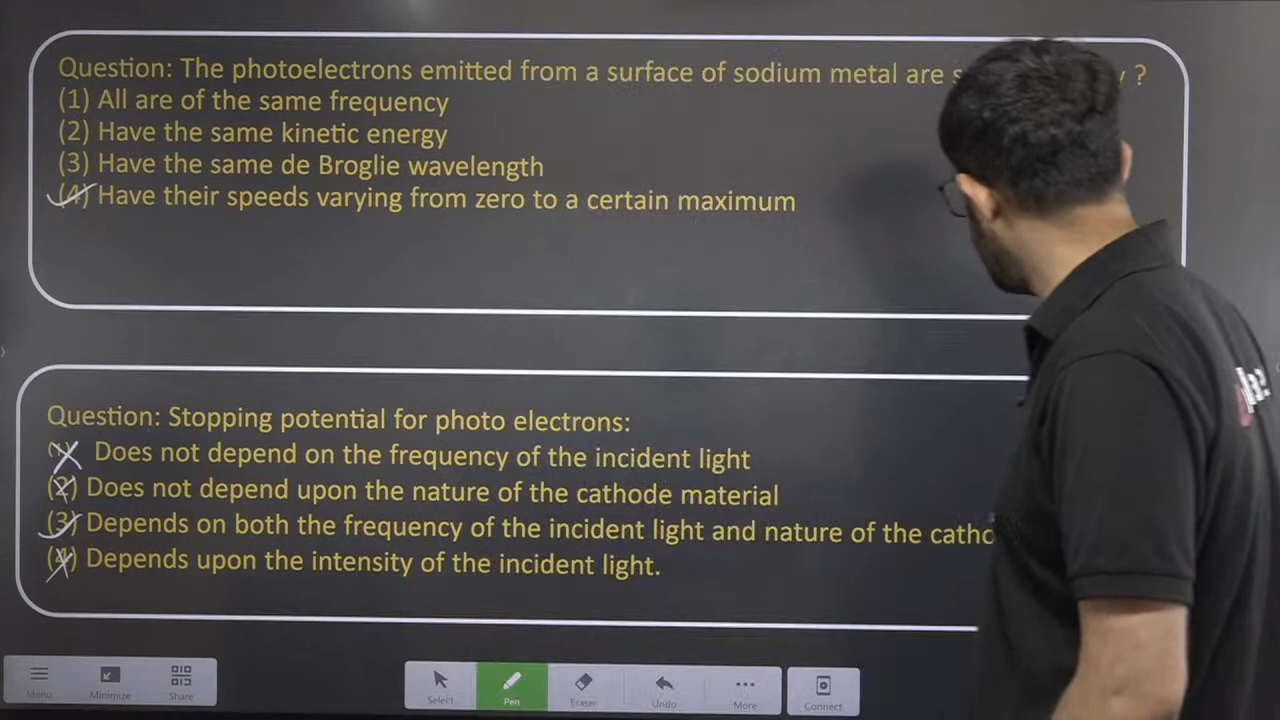 Question: The photoelectrons emitted from a surface of sodium metal are ?
(1) All are of the same frequency
(2) Have the same kinetic energy
(3) Have the same de Broglie wavelength
(4) Have their speeds varying from zero to a certain maximum
Question: Stopping potential for photo electrons:
(1) Does not depend on the frequency of the incident light
(2) Does not depend upon the nature of the cathode material
(3) Depends on both the frequency of the incident light and nature of the
(4) Depends upon the intensity of the incident light.
Menu Minimize Share Select Pen Eraser Undo More Connect